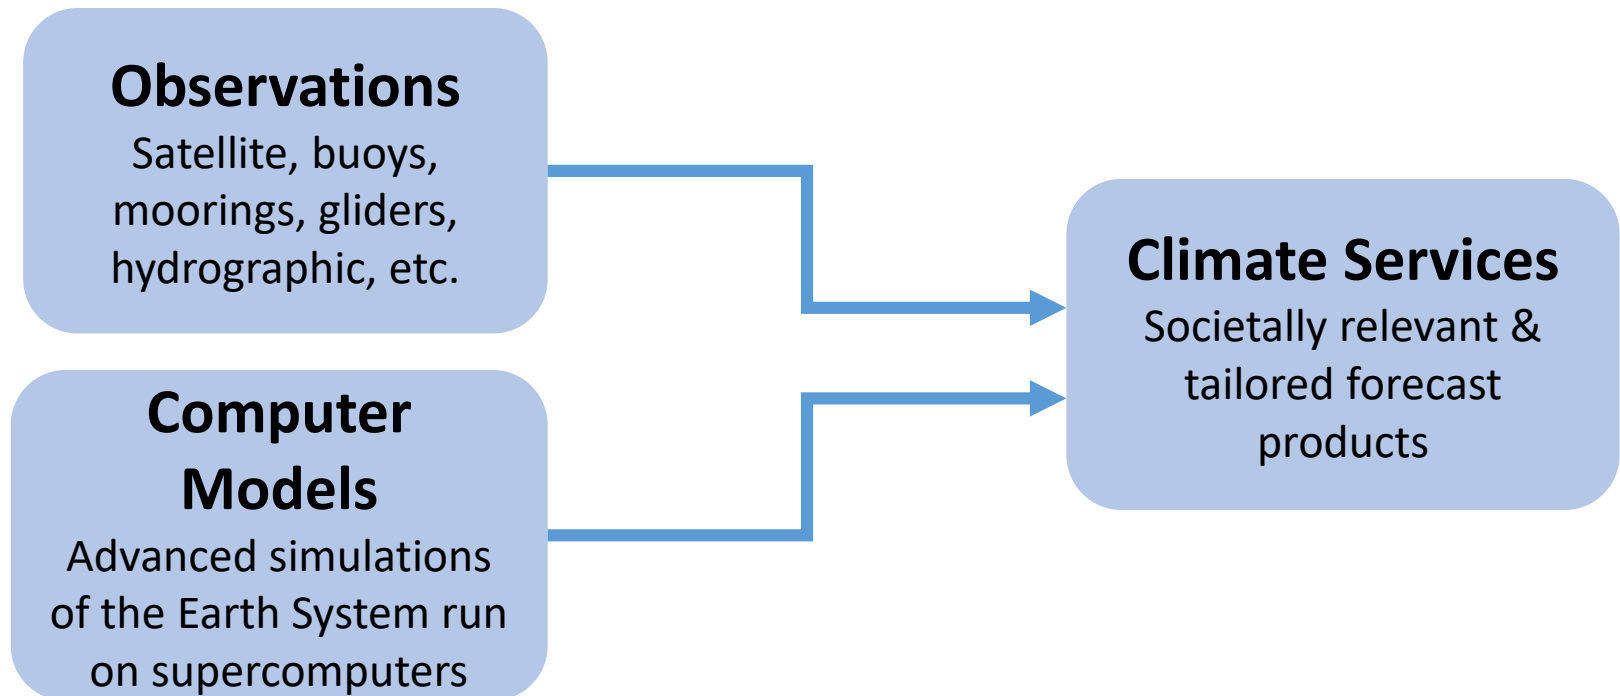 Observations
Satellite, buoys,
moorings, gliders,
hydrographic, etc.
Computer
Models
Advanced simulations
of the Earth System run
on supercomputers
Climate Services
Societally relevant &
tailored forecast
products